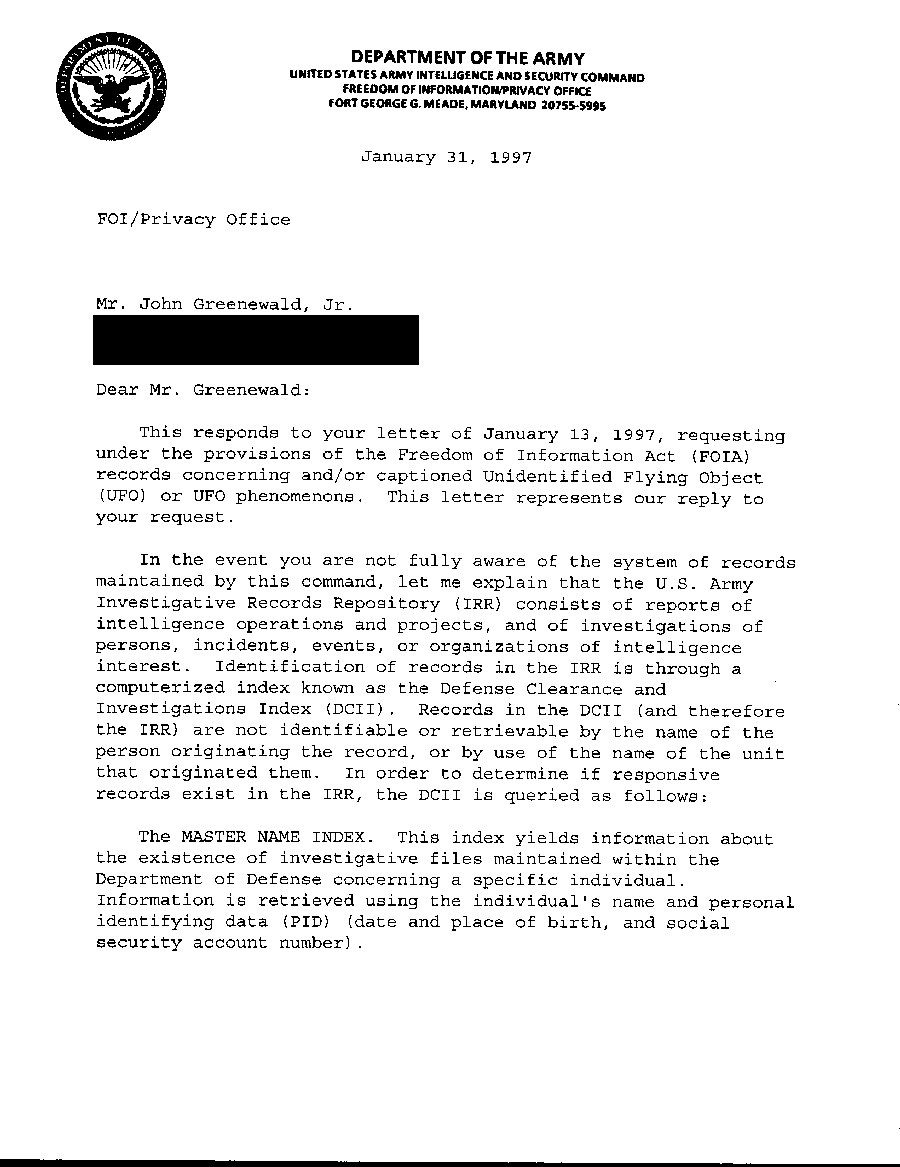 DEPARTMENT OF THE ARMY
UNITED STATES ARMY INTELLIGENCE AND SECURITY COMMAND
FREEDOM OF INFORMATION/PRIVACY OFFICE
FORT GEORGE G. MEADE, MARYLAND 20755-5995
January 31, 1997
FOI/Privacy Office
Mr. John Greenewald, Jr.
Dear Mr. Greenewald:
This responds to your letter of January 13, 1997, requesting
under the provisions of the Freedom of Information Act (FOIA)
records concerning and/or captioned Unidentified Flying Object
(UFO) or UFO phenomenons. This letter represents our reply to
your request.
In the event you are not fully aware of the system of records
maintained by this command, let me explain that the U.S. Army
Investigative Records Repository (IRR) consists of reports of
intelligence operations and projects, and of investigations of
persons, incidents, events, or organizations of intelligence
interest. Identification of records in the IRR is through a
computerized index known as the Defense Clearance and
Investigations Index (DCII). Records in the DCII (and therefore
the IRR) are not identifiable or retrievable by the name of the
person originating the record, or by use of the name of the unit
that originated them. In order to determine if responsive
records exist in the IRR, the DCII is queried as follows:
The MASTER NAME INDEX. This index yields information about
the existence of investigative files maintained within the
Department of Defense concerning a specific individual.
Information is retrieved using the individual's name and personal
identifying data (PID) (date and place of birth, and social
security account number).